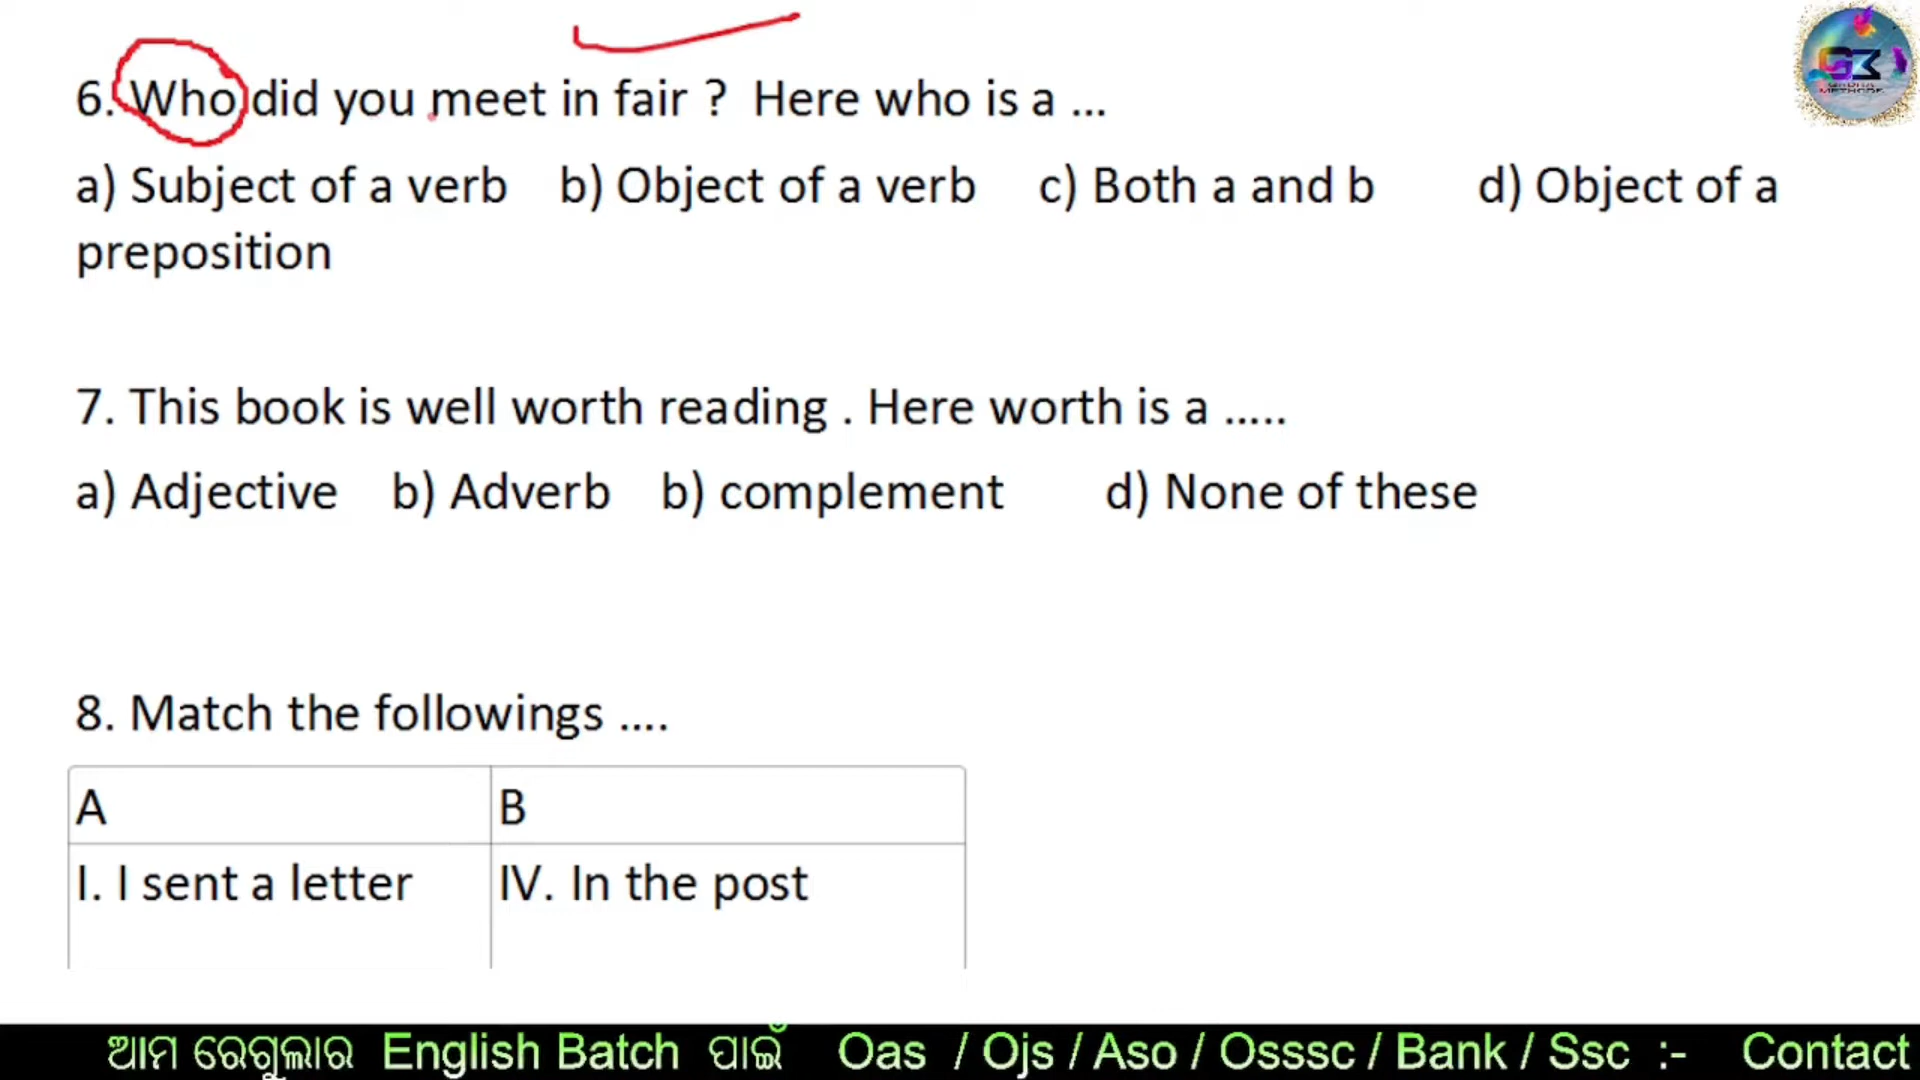 6. Who did you meet in fair ? Here who is a ...
a) Subject of a verb b) Object of a verb c) Both a and b d) Object of a
preposition
7. This book is well worth reading . Here worth is a .....
a) Adjective b) Adverb b) complement d) None of these
8. Match the followings ....
A B
I. I sent a letter IV. In the post
ଆମ ରେଗୁଲାର English Batch ପାଇଁ Oas / Ojs / Aso / Osssc / Bank / Ssc :- Contact